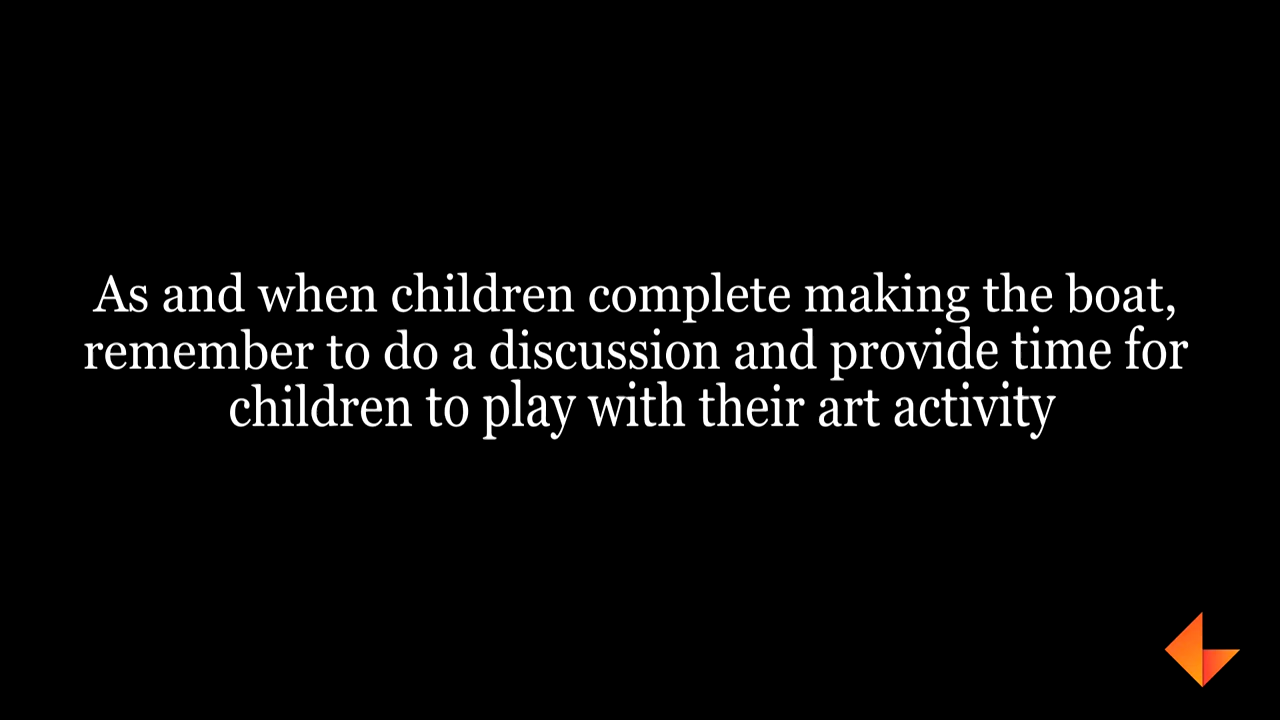 As and when children complete making the boat,
remember to do a discussion and provide time for
children to play with their art activity